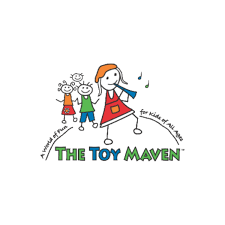 A World of Fun
for Kids of All Ages
THE TOY MAVEN™